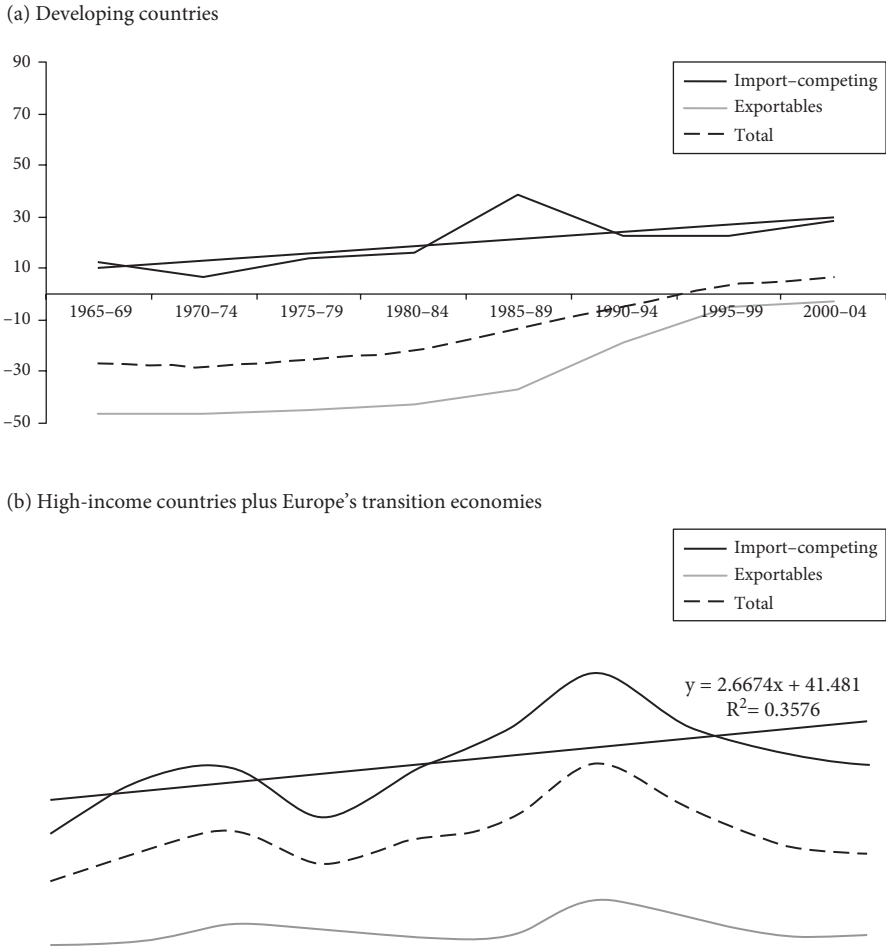 (a) Developing countries
90
70
50
30
10
–10
–30
–50
Import–competing
Exportables
Total
1965–69 1970–74 1975–79 1980–84 1985–89 1990–94 1995–99 2000–04
(b) High-income countries plus Europe’s transition economies
Import–competing
Exportables
Total
y = 2.6674x + 41.481
R²= 0.3576